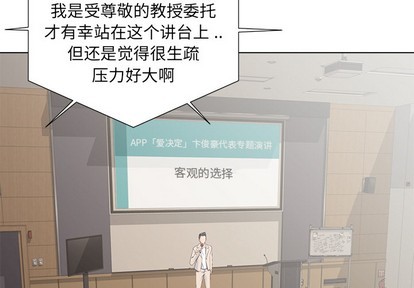 我是受尊敬的教授委托
才有幸站在这个讲台上 ..
但还是觉得很生疏
压力好大啊
APP「爱决定」卞俊豪代表专题演讲
客观的选择